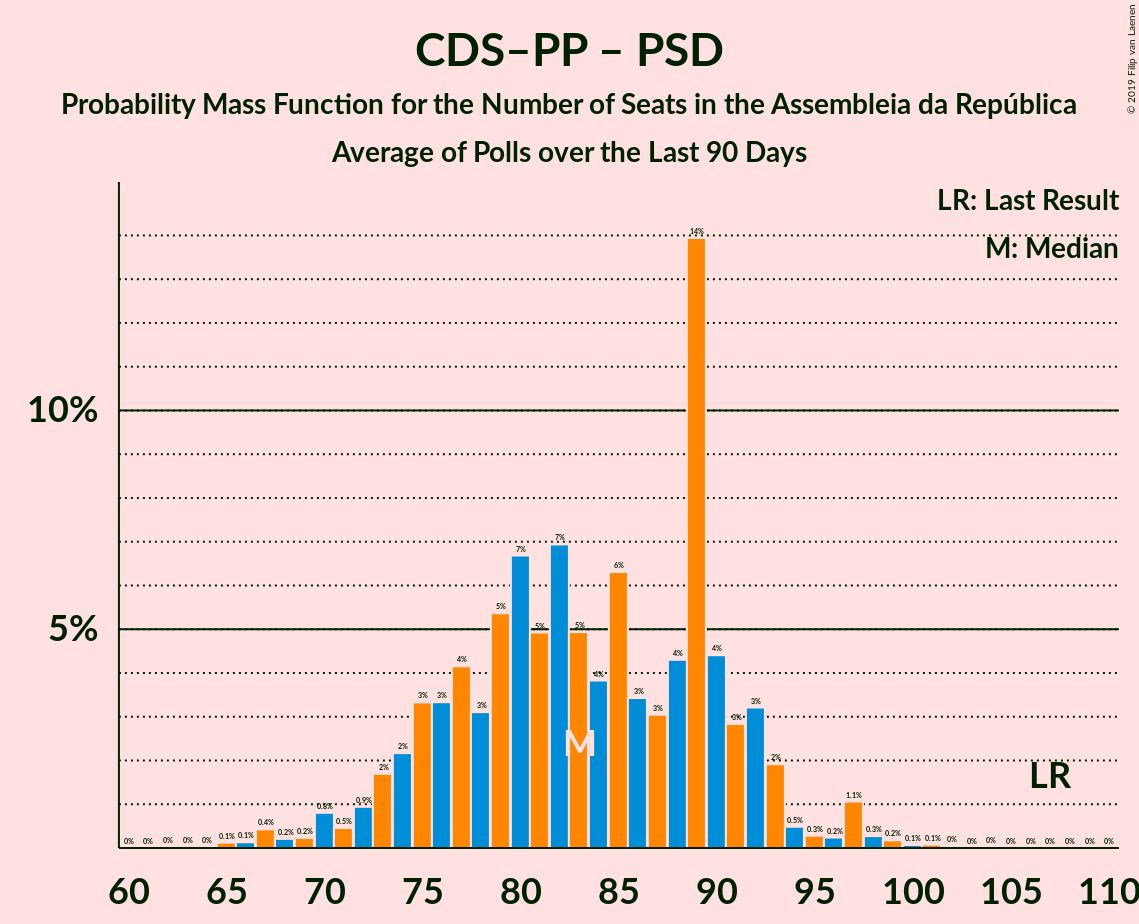 CDS–PP – PSD
Probability Mass Function for the Number of Seats in the Assembleia da República
Average of Polls over the Last 90 Days
© 2019 Filip van Laenen
LR: Last Result
M: Median
10%
5%
0% 0% 0% 0% 0% 0.1% 0.1% 0.4% 0.2% 0.2% 0.8% 0.5% 0.9% 2% 2% 3% 3% 4% 3% 5% 7% 5% 7% 5% 4% 6% 3% 3% 4% 14% 4% 3% 3% 2% 0.5% 0.3% 0.2% 1.1% 0.3% 0.2% 0.1% 0.1% 0% 0% 0% 0% 0% 0% 0% 0% 0%
M
LR
60 65 70 75 80 85 90 95 100 105 110